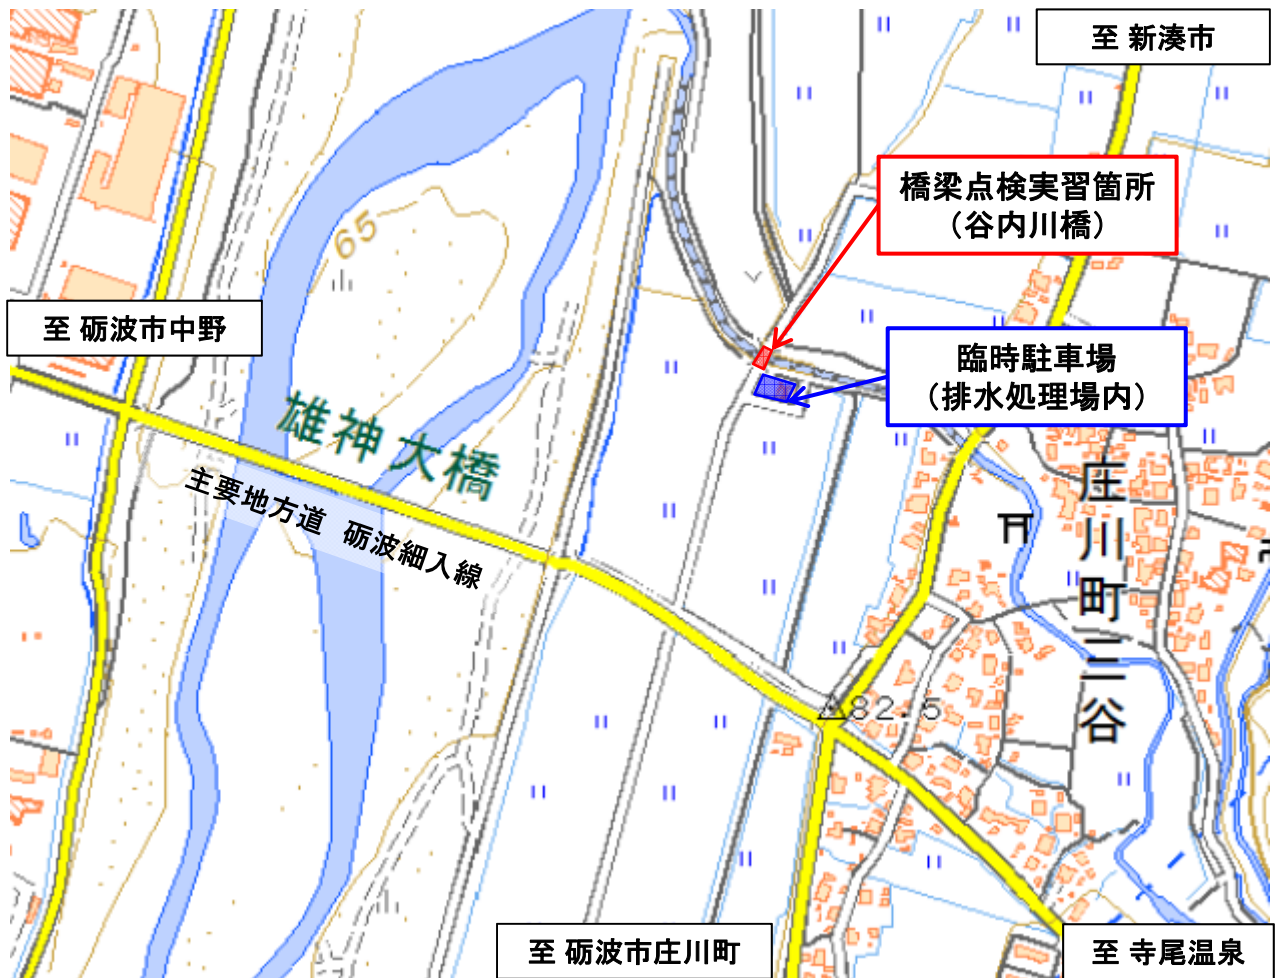 至 新湊市
橋梁点検実習箇所
（谷内川橋）
65
至 砺波市中野
臨時駐車場
（排水処理場内）
雄神大橋
主要地方道 砺波細入線
庄川町三谷
82.5
至 砺波市庄川町
至 寺尾温泉